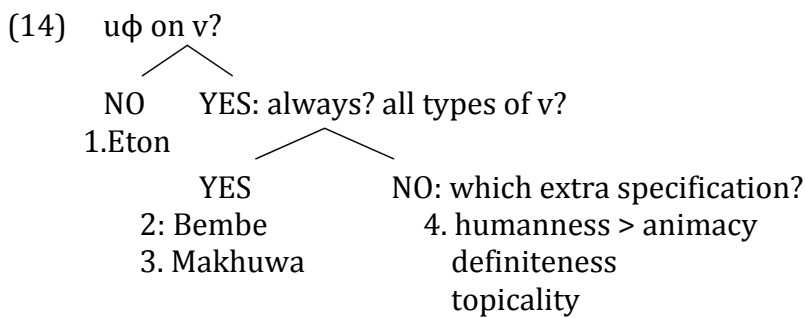 (14) uϕ on v?
NO YES: always? all types of v?
1.Eton
YES NO: which extra specification?
2: Bembe 4. humanness > animacy
3. Makhuwa definiteness
topicality